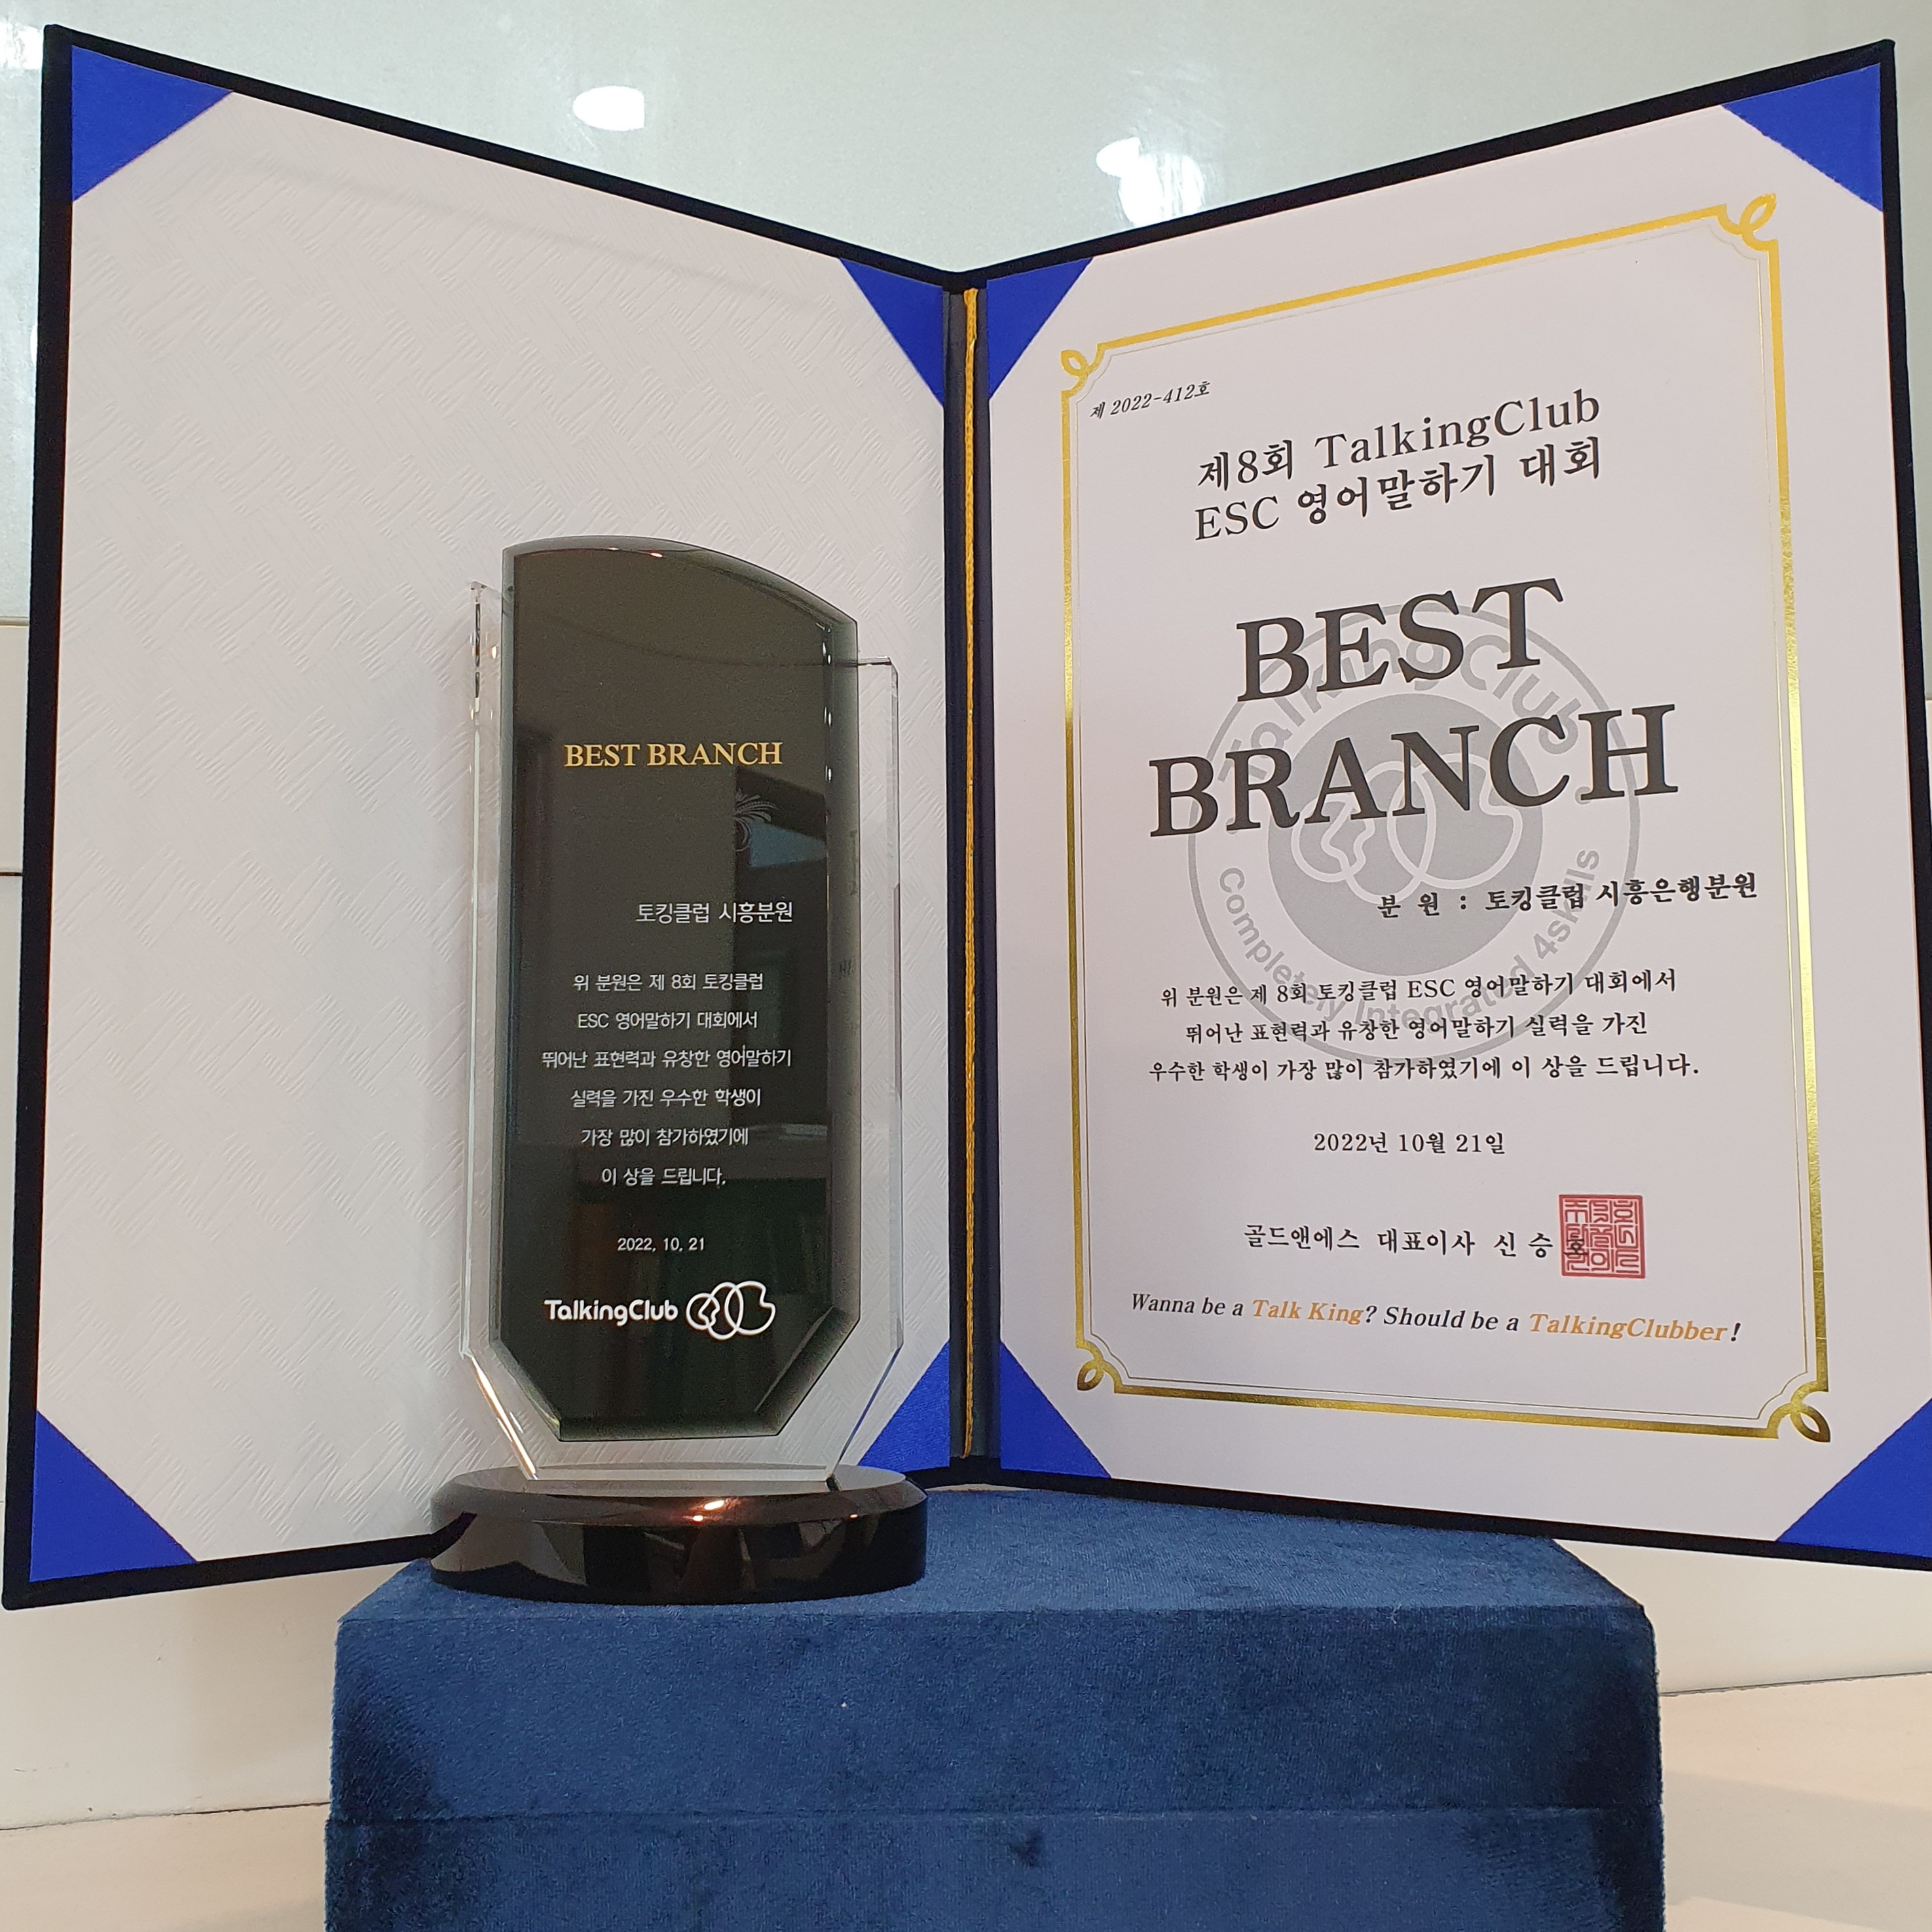 BEST BRANCH
토킹클럽 시흥분원
위 분원은 제 8회 토킹클럽
ESC 영어말하기 대회에서
뛰어난 표현력과 유창한 영어말하기
실력을 가진 우수한 학생이
가장 많이 참가하였기에
이 상을 드립니다.
2022. 10. 21
TalkingClub
제 2022-412호
제8회 TalkingClub
ESC 영어말하기 대회
BEST
BRANCH
TalkingClub
Completely Integrated 4skills
분 원 : 토킹클럽 시흥은행분원
위 분원은 제 8회 토킹클럽 ESC 영어말하기 대회에서
뛰어난 표현력과 유창한 영어말하기 실력을 가진
우수한 학생이 가장 많이 참가하였기에 이 상을 드립니다.
2022년 10월 21일
골드앤에스 대표이사 신 승 호
Wanna be a Talk King? Should be a TalkingClubber!